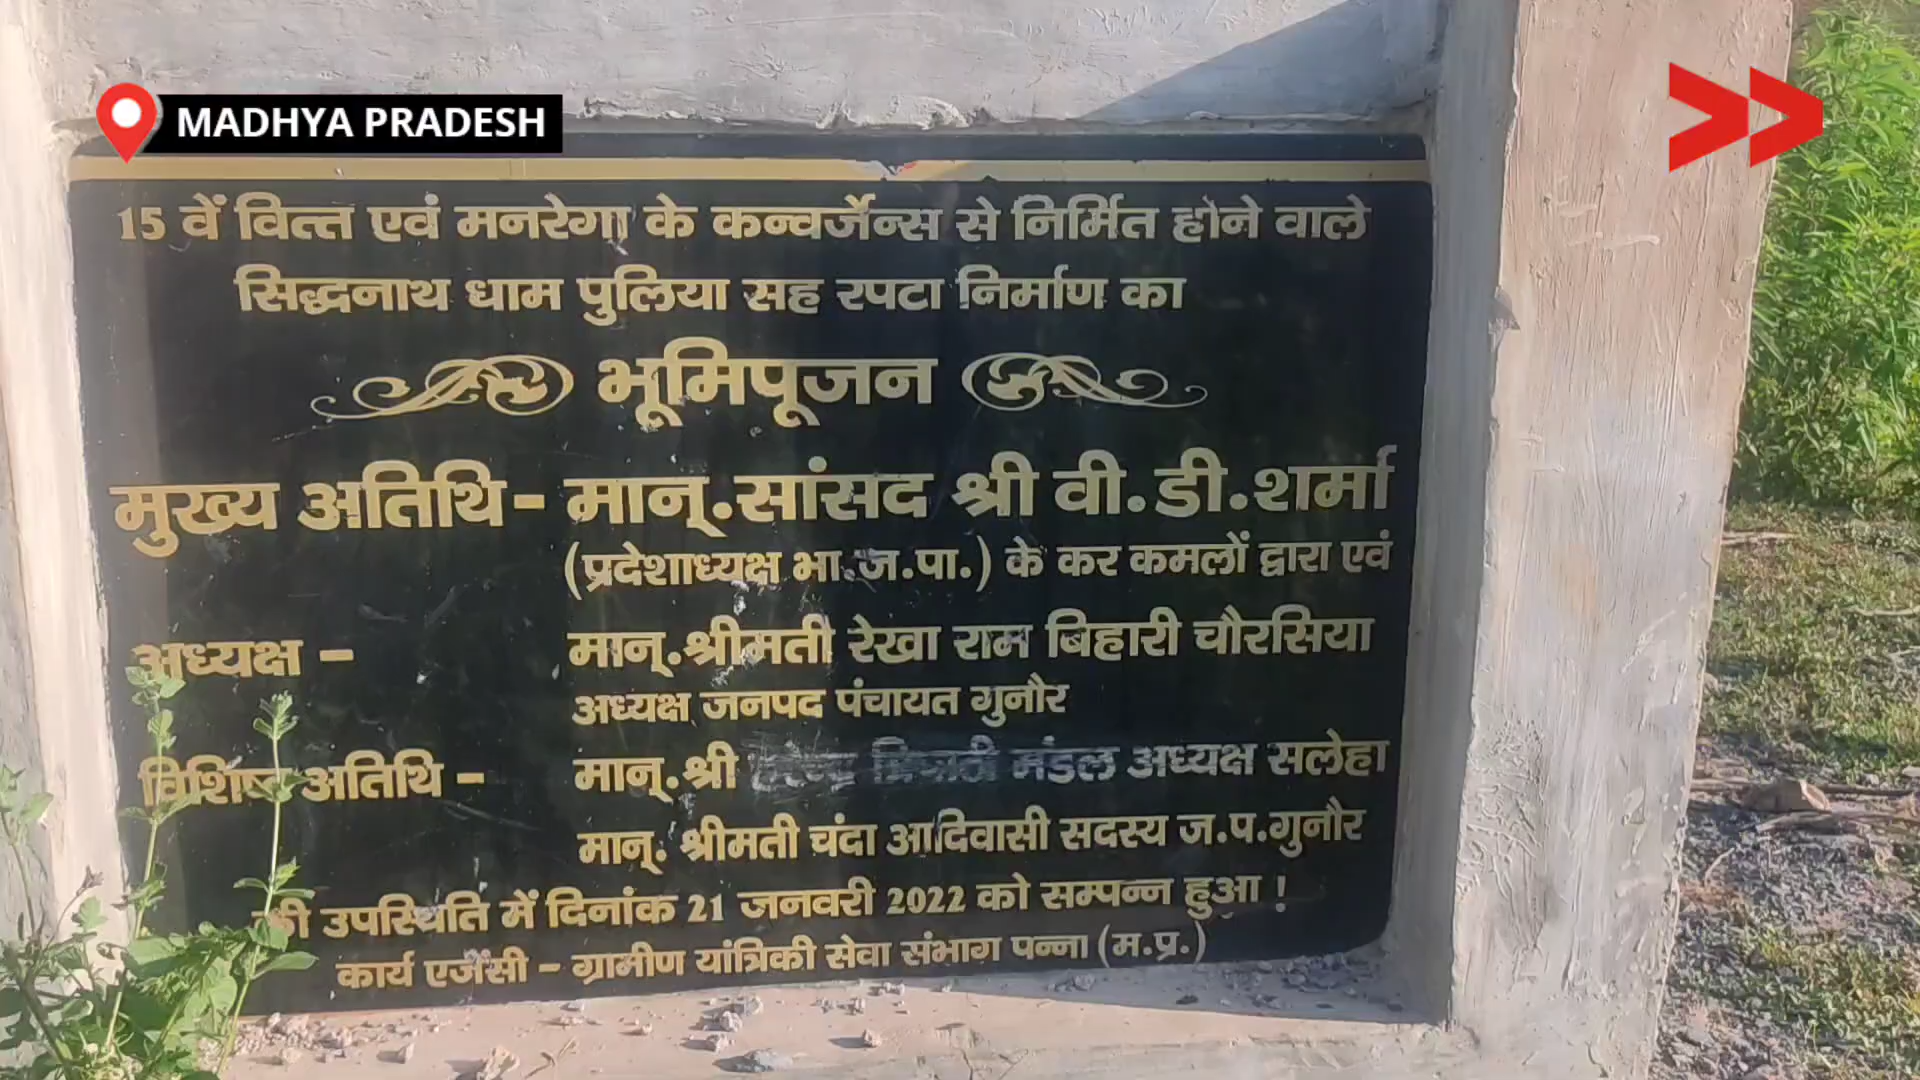 MADHYA PRADESH
15 वें वित्त एवं मनरेगा के कन्वर्जेन्स से निर्मित होने वाले
सिद्धनाथ धाम पुलिया सह रपटा निर्माण का
भूमिपूजन
मुख्य अतिथि- मान्.सांसद श्री वी.डी.शर्मा
(प्रदेशाध्यक्ष भा.ज.पा.) के कर कमलों द्वारा एवं
अध्यक्ष - मान्.श्रीमती रेखा राम बिहारी चौरसिया
अध्यक्ष जनपद पंचायत गुनौर
विशिष्ट अतिथि - मान्.श्री मंडल अध्यक्ष सलेहा
मान्. श्रीमती चंदा आदिवासी सदस्य ज.प.गुनौर
की उपस्थिति में दिनांक 21 जनवरी 2022 को सम्पन्न हुआ !
कार्य एजेंसी - ग्रामीण यांत्रिकी सेवा संभाग पन्ना (म.प्र.)